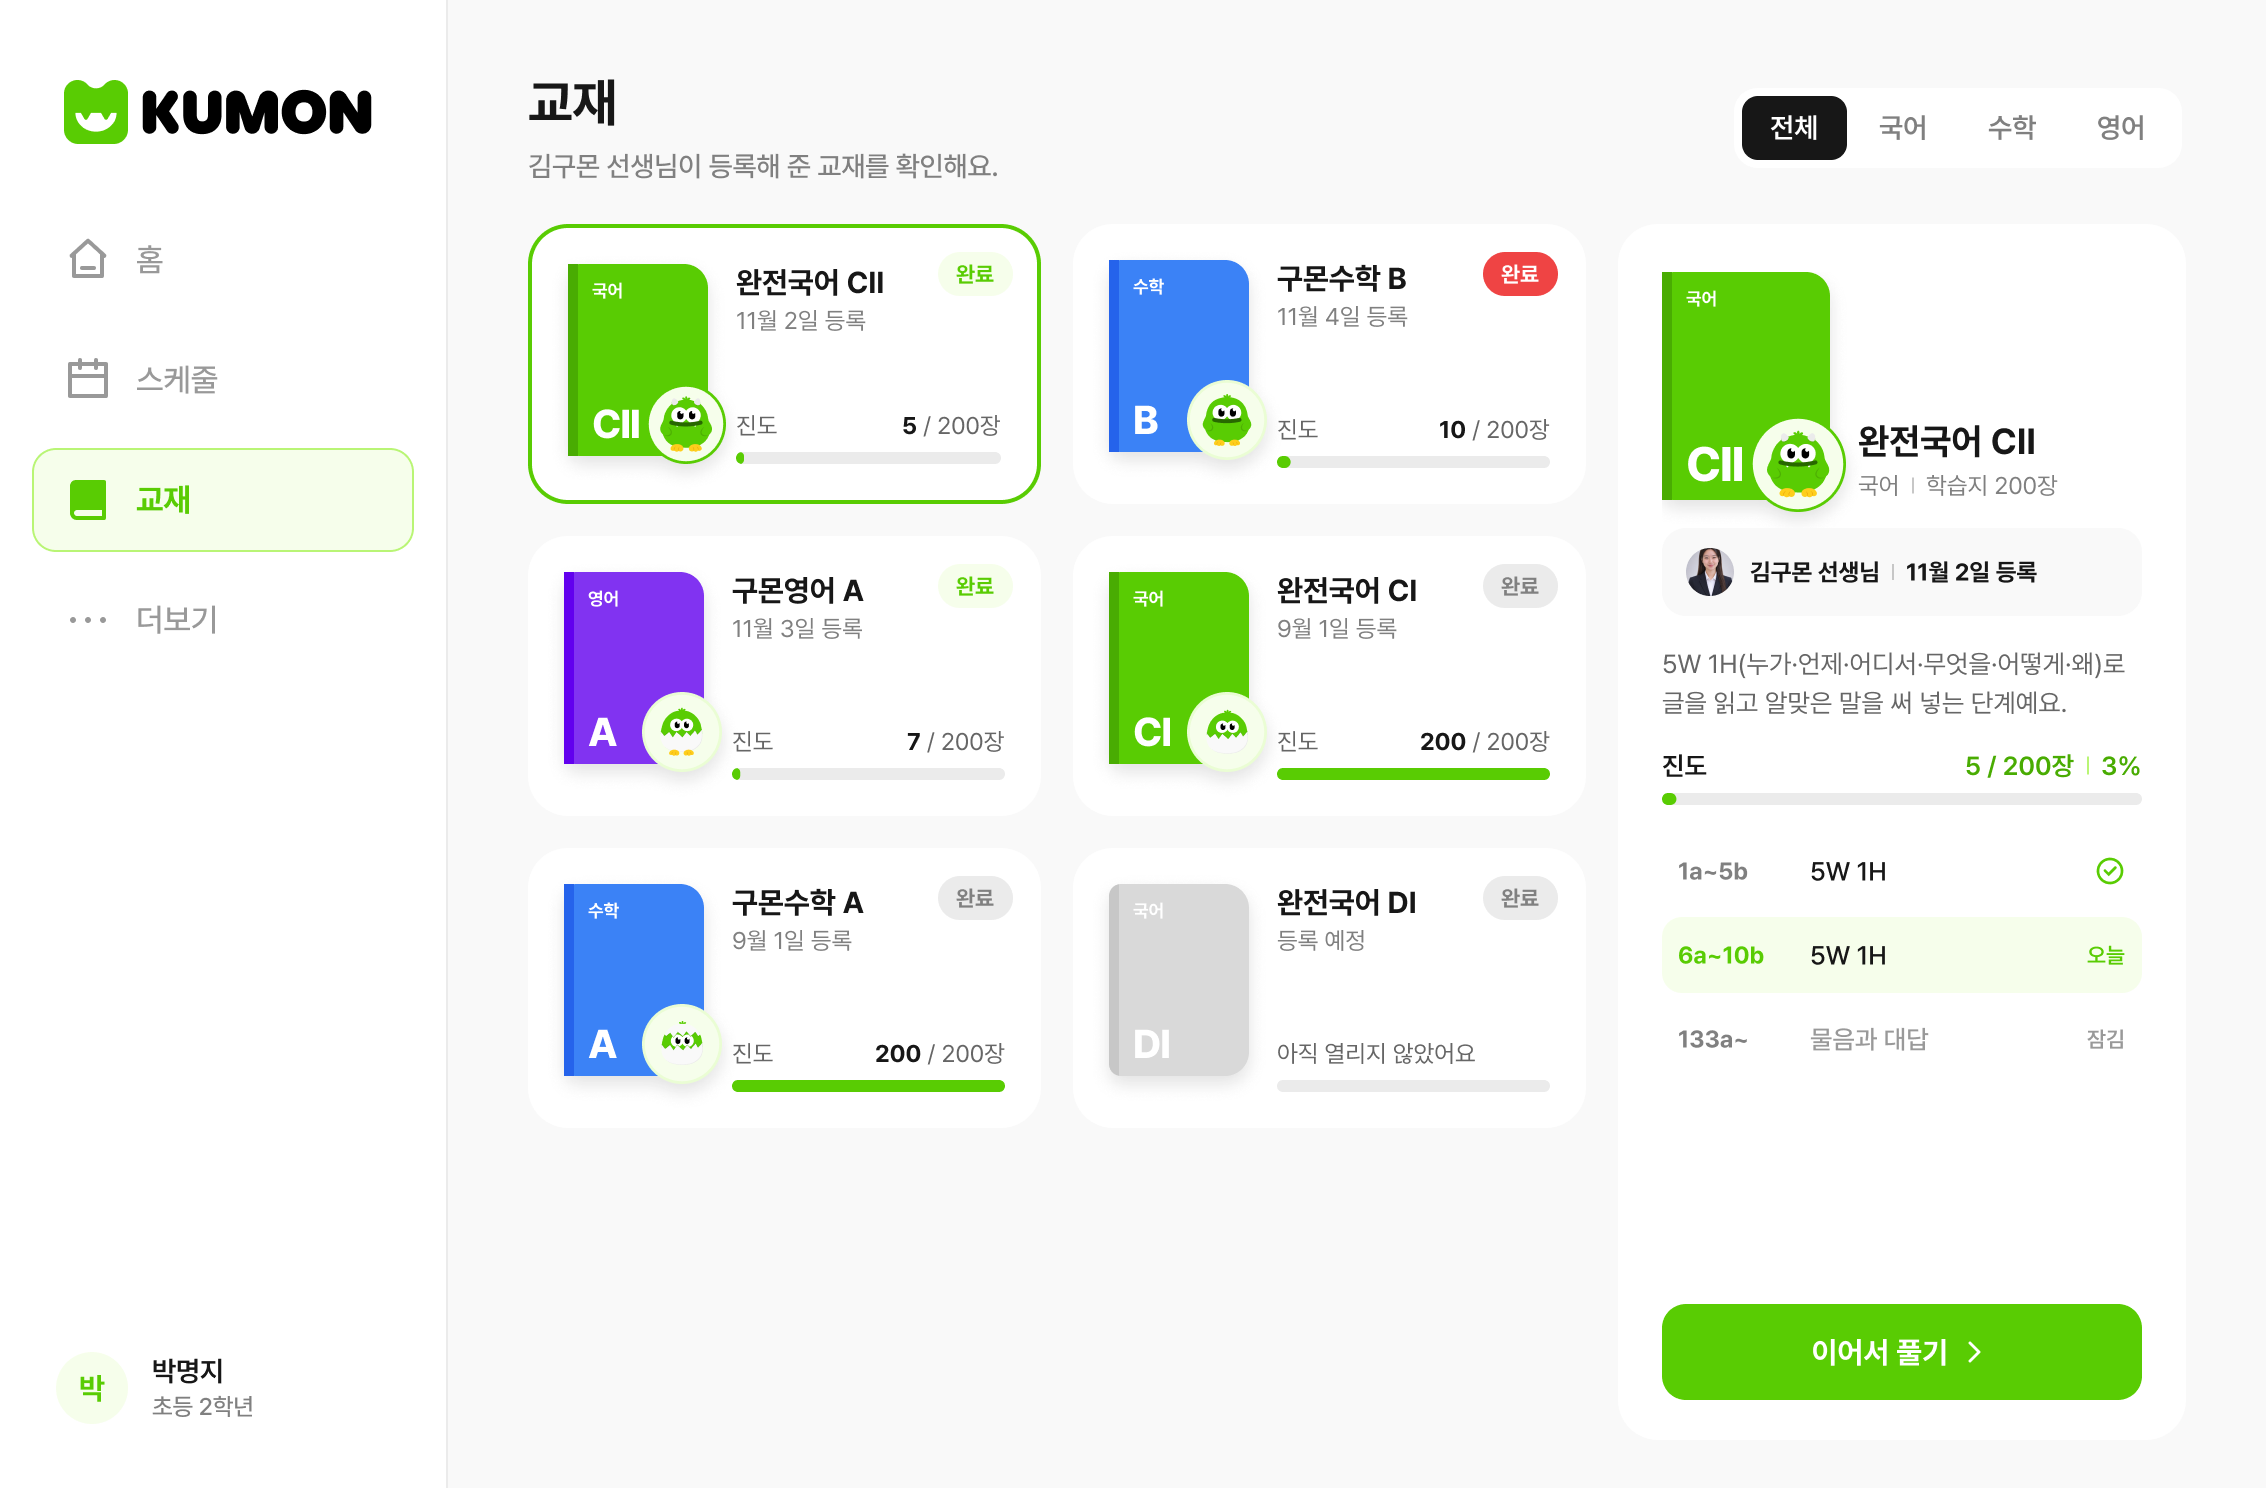 KUMON
홈
스케줄
교재
더보기
박
박명지
초등 2학년
교재
김구몬 선생님이 등록해 준 교재를 확인해요.
전체 국어 수학 영어
국어
CII
완전국어 CII
완료
11월 2일 등록
진도 5 / 200장
수학
B
구몬수학 B
완료
11월 4일 등록
진도 10 / 200장
영어
A
구몬영어 A
완료
11월 3일 등록
진도 7 / 200장
국어
CI
완전국어 CI
완료
9월 1일 등록
진도 200 / 200장
수학
A
구몬수학 A
완료
9월 1일 등록
진도 200 / 200장
국어
DI
완전국어 DI
완료
등록 예정
아직 열리지 않았어요
국어
CII
완전국어 CII
국어 | 학습지 200장
김구몬 선생님 | 11월 2일 등록
5W 1H(누가·언제·어디서·무엇을·어떻게·왜)로
글을 읽고 알맞은 말을 써 넣는 단계예요.
진도 5 / 200장 | 3%
1a~5b 5W 1H
6a~10b 5W 1H 오늘
133a~ 물음과 대답 잠김
이어서 풀기